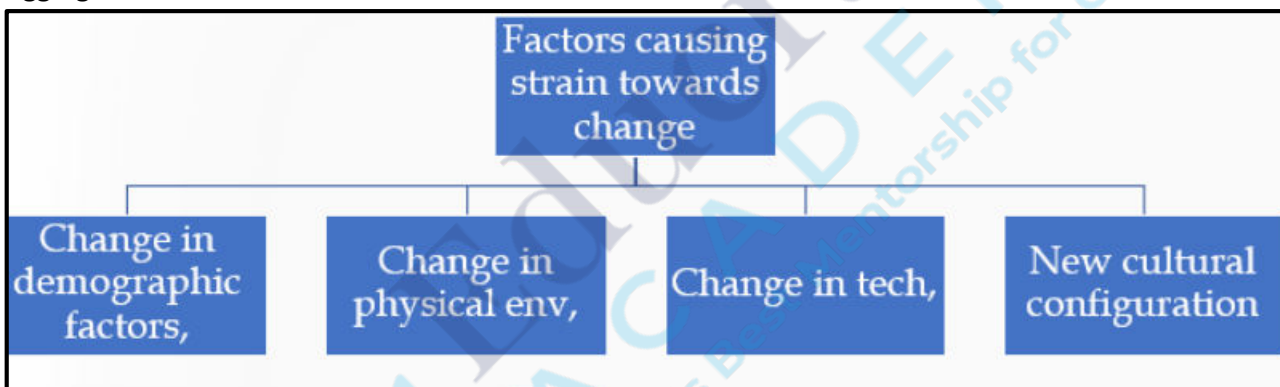 Factors causing
strain towards
change
Change in
demographic
factors,
Change in
physical env,
Change in tech,
New cultural
configuration